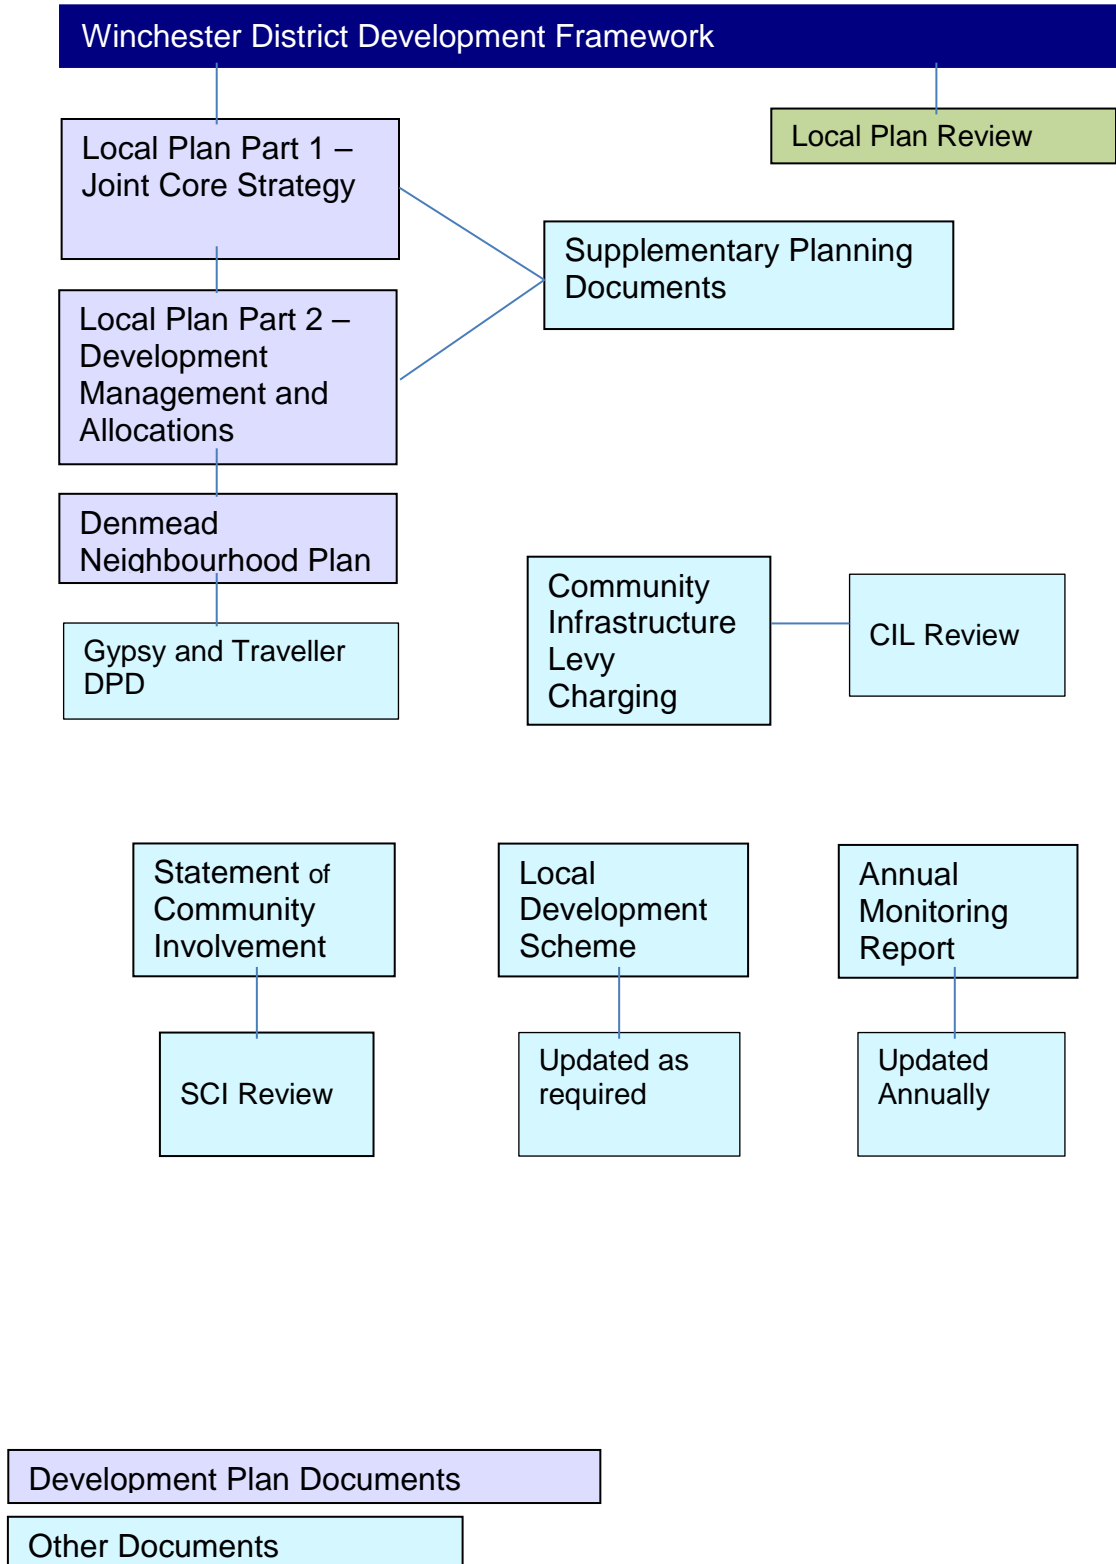 Winchester District Development Framework
Local Plan Part 1 –
Joint Core Strategy
Local Plan Review
Supplementary Planning
Documents
Local Plan Part 2 –
Development
Management and
Allocations
Denmead
Neighbourhood Plan
Gypsy and Traveller
DPD
Community
Infrastructure
Levy
Charging
CIL Review
Statement of
Community
Involvement
Local
Development
Scheme
Annual
Monitoring
Report
SCI Review
Updated as
required
Updated
Annually
Development Plan Documents
Other Documents